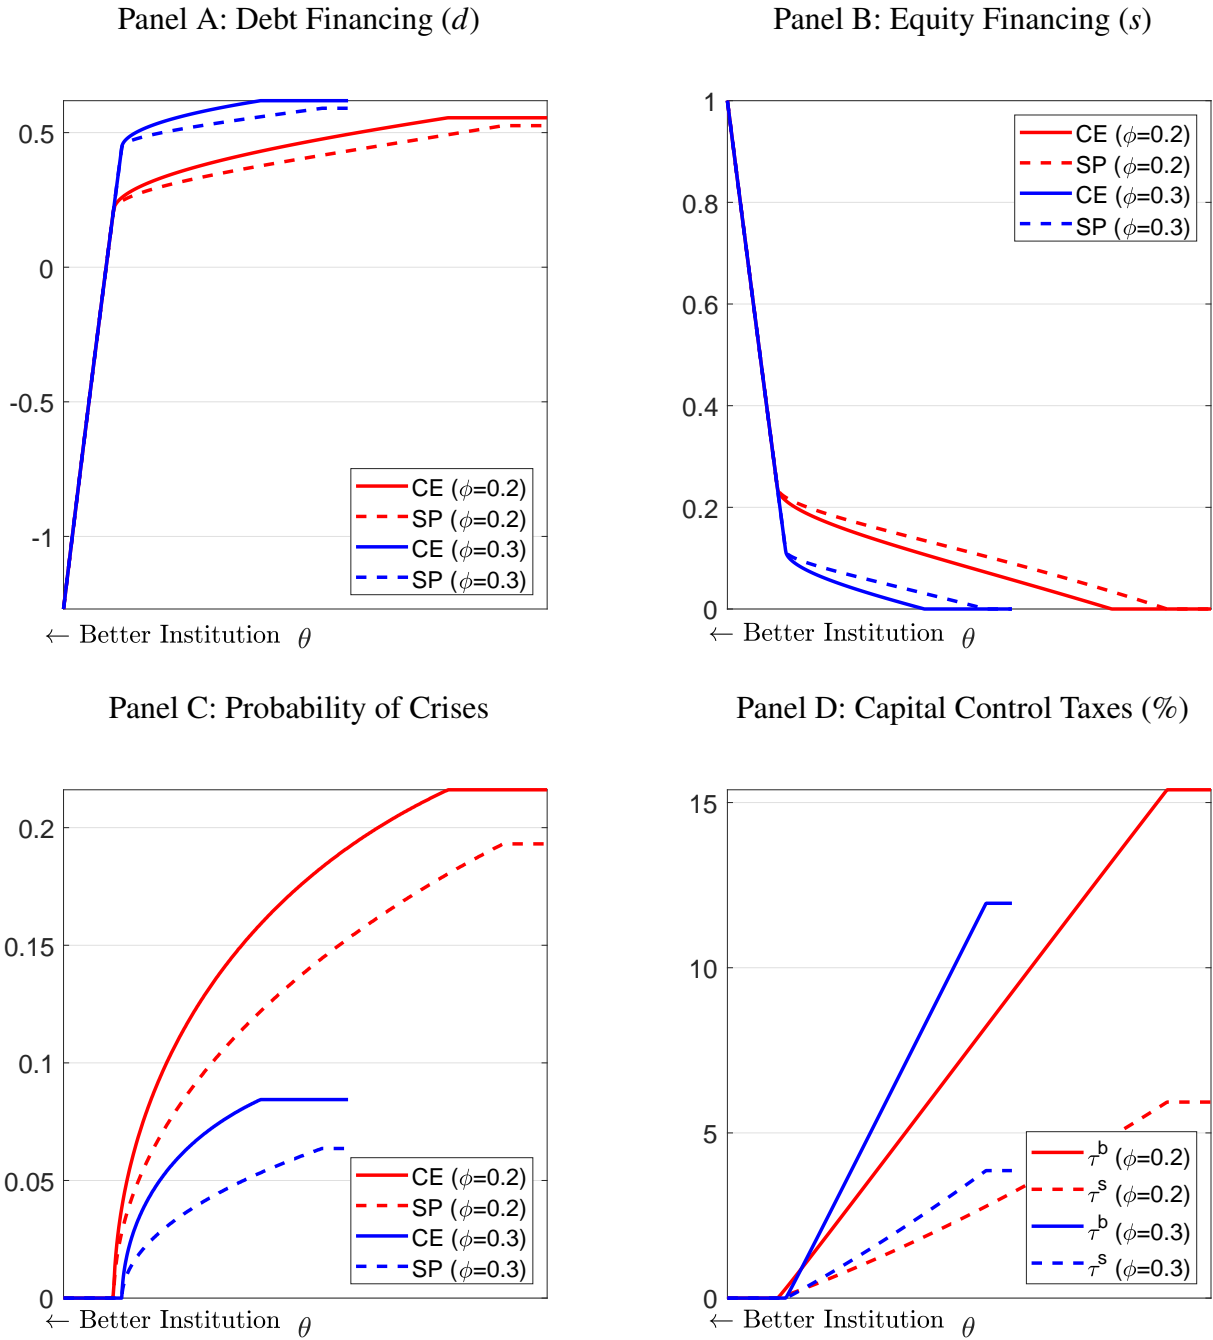 Panel A: Debt Financing (d)
0.5
0
-0.5
-1
CE (ϕ=0.2)
SP (ϕ=0.2)
CE (ϕ=0.3)
SP (ϕ=0.3)
← Better Institution θ
Panel B: Equity Financing (s)
1
0.8
0.6
0.4
0.2
0
CE (ϕ=0.2)
SP (ϕ=0.2)
CE (ϕ=0.3)
SP (ϕ=0.3)
← Better Institution θ
Panel C: Probability of Crises
0.2
0.15
0.1
0.05
0
CE (ϕ=0.2)
SP (ϕ=0.2)
CE (ϕ=0.3)
SP (ϕ=0.3)
← Better Institution θ
Panel D: Capital Control Taxes (%)
15
10
5
0
τᵇ (ϕ=0.2)
τˢ (ϕ=0.2)
τᵇ (ϕ=0.3)
τˢ (ϕ=0.3)
← Better Institution θ